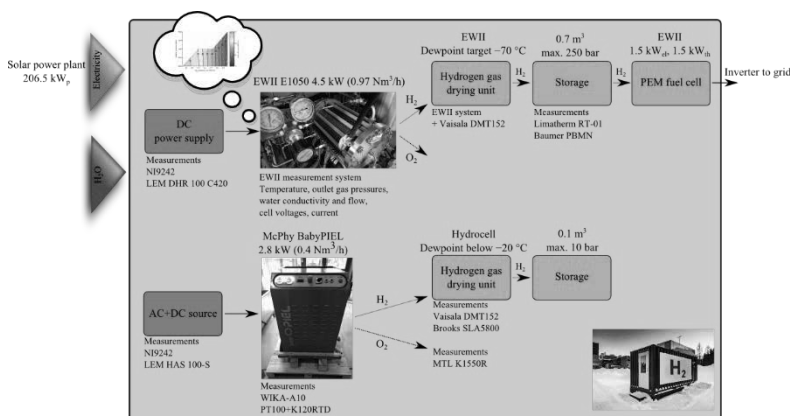 Solar power plant
206.5 kWp
Electricity
H2O
EWII E1050 4.5 kW (0.97 Nm3/h)
DC
power supply
Measurements
NI9242
LEM DHR 100 C420
EWII measurement system
Temperature, outlet gas pressures,
water conductivity and flow,
cell voltages, current
H2
O2
EWII
Dewpoint target −70 °C
Hydrogen gas
drying unit
EWII system
+ Vaisala DMT152
H2
0.7 m3
max. 250 bar
Storage
Measurements
Limatherm RT-01
Baumer PBMN
H2
EWII
1.5 kWel, 1.5 kWth
PEM fuel cell
Inverter to grid
McPhy BabyPIEL
2.8 kW (0.4 Nm3/h)
AC+DC source
Measurements
NI9242
LEM HAS 100-S
Measurements
WIKA-A10
PT100+K120RTD
H2
O2
Hydrocell
Dewpoint below −20 °C
Hydrogen gas
drying unit
Measurements
Vaisala DMT152
Brooks SLA5800
Measurements
MTL K1550R
H2
0.1 m3
max. 10 bar
Storage
H2